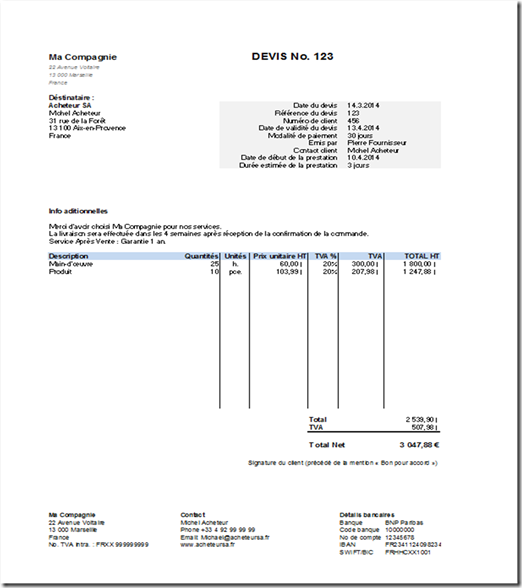 Ma Compagnie
DEVIS No. 123
22 Avenue Voltaire
13 000 Marseille
France
Déstinataire :
Acheteur SA
Michel Acheteur
31 rue de la Forêt
13 100 Aix-en-Provence
France
Date du devis 14.3.2014
Référence du devis 123
Numéro de client 456
Date de validité du devis 13.4.2014
Modalité de paiement 30 jours
Emis par Pierre Fournisseur
Contact client Michel Acheteur
Date de début de la prestation 10.4.2014
Durée estimée de la prestation 3 jours
Info aditionnelles
Merci d'avoir choisi Ma Compagnie pour nos services.
La livraison sera effectuée dans les 4 semaines après réception de la confirmation de la commande.
Service Après Vente : Garantie 1 an.
Description Quantités Unités Prix unitaire HT TVA % TVA TOTAL HT
Main-d'œuvre 25 h. 60,00 20% 300,00 1 800,00
Produit 10 pce. 103,99 20% 207,98 1 247,88
Total 2 539,90
TVA 507,98
Total Net 3 047,88 €
Signature du client (précédé de la mention « Bon pour accord »)
Ma Compagnie
22 Avenue Voltaire
13 000 Marseille
France
No. TVA Intra. : FRXX 999999999
Contact
Michel Acheteur
Phone +33 4 92 99 99 99
Email: Michael@acheteursa.fr
www.acheteursa.fr
Détails bancaires
Banque BNP Paribas
Code banque 10000000
No de compte 12345678
IBAN FR2341124098234
SWIFT/BIC FRHHCXX1001